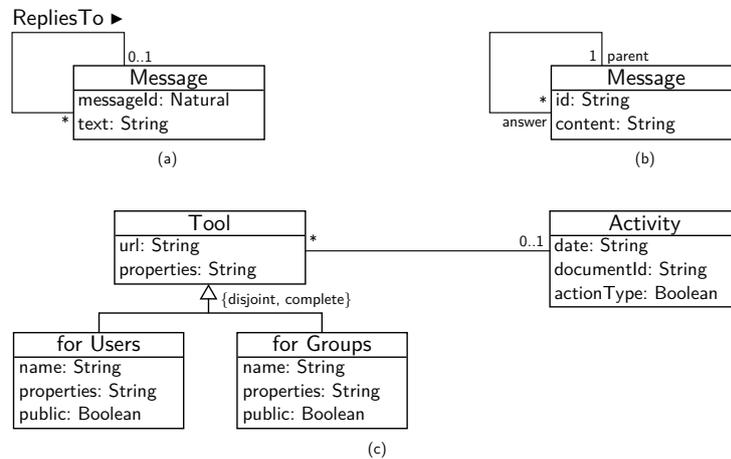 RepliesTo ►
0..1
Message
messageId: Natural
text: String
*
(a)
1 parent
Message
id: String
content: String
*
answer
(b)
Tool
url: String
properties: String
*
0..1
Activity
date: String
documentId: String
actionType: Boolean
{disjoint, complete}
for Users
name: String
properties: String
public: Boolean
for Groups
name: String
properties: String
public: Boolean
(c)